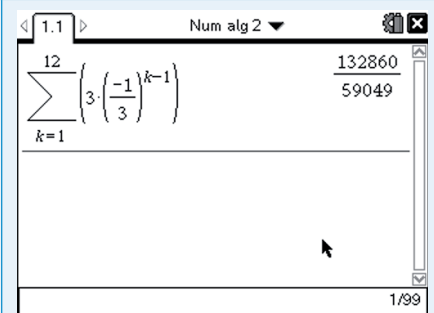 1.1 Num alg 2
12
∑ (3·(-1/3)^(k-1))
k=1
132860
59049
1/99